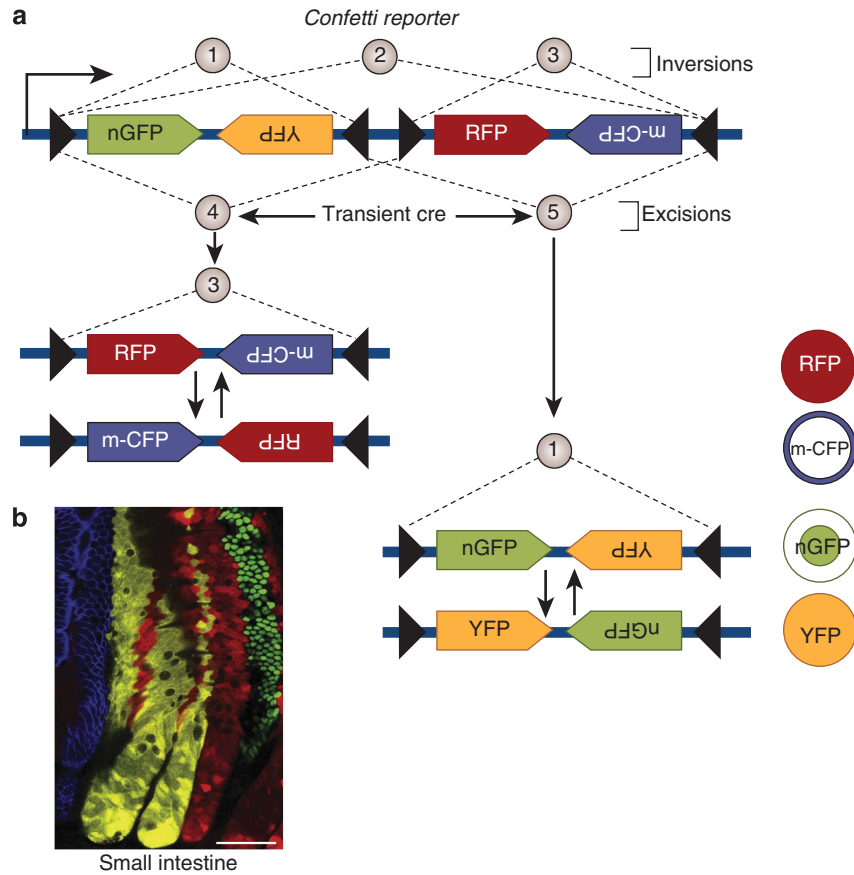 a
Confetti reporter
1
2
3
Inversions
nGFP
YFP
RFP
m-CFP
4
Transient cre
5
Excisions
3
RFP
m-CFP
m-CFP
RFP
1
nGFP
YFP
YFP
nGFP
RFP
m-CFP
nGFP
YFP
b
Small intestine